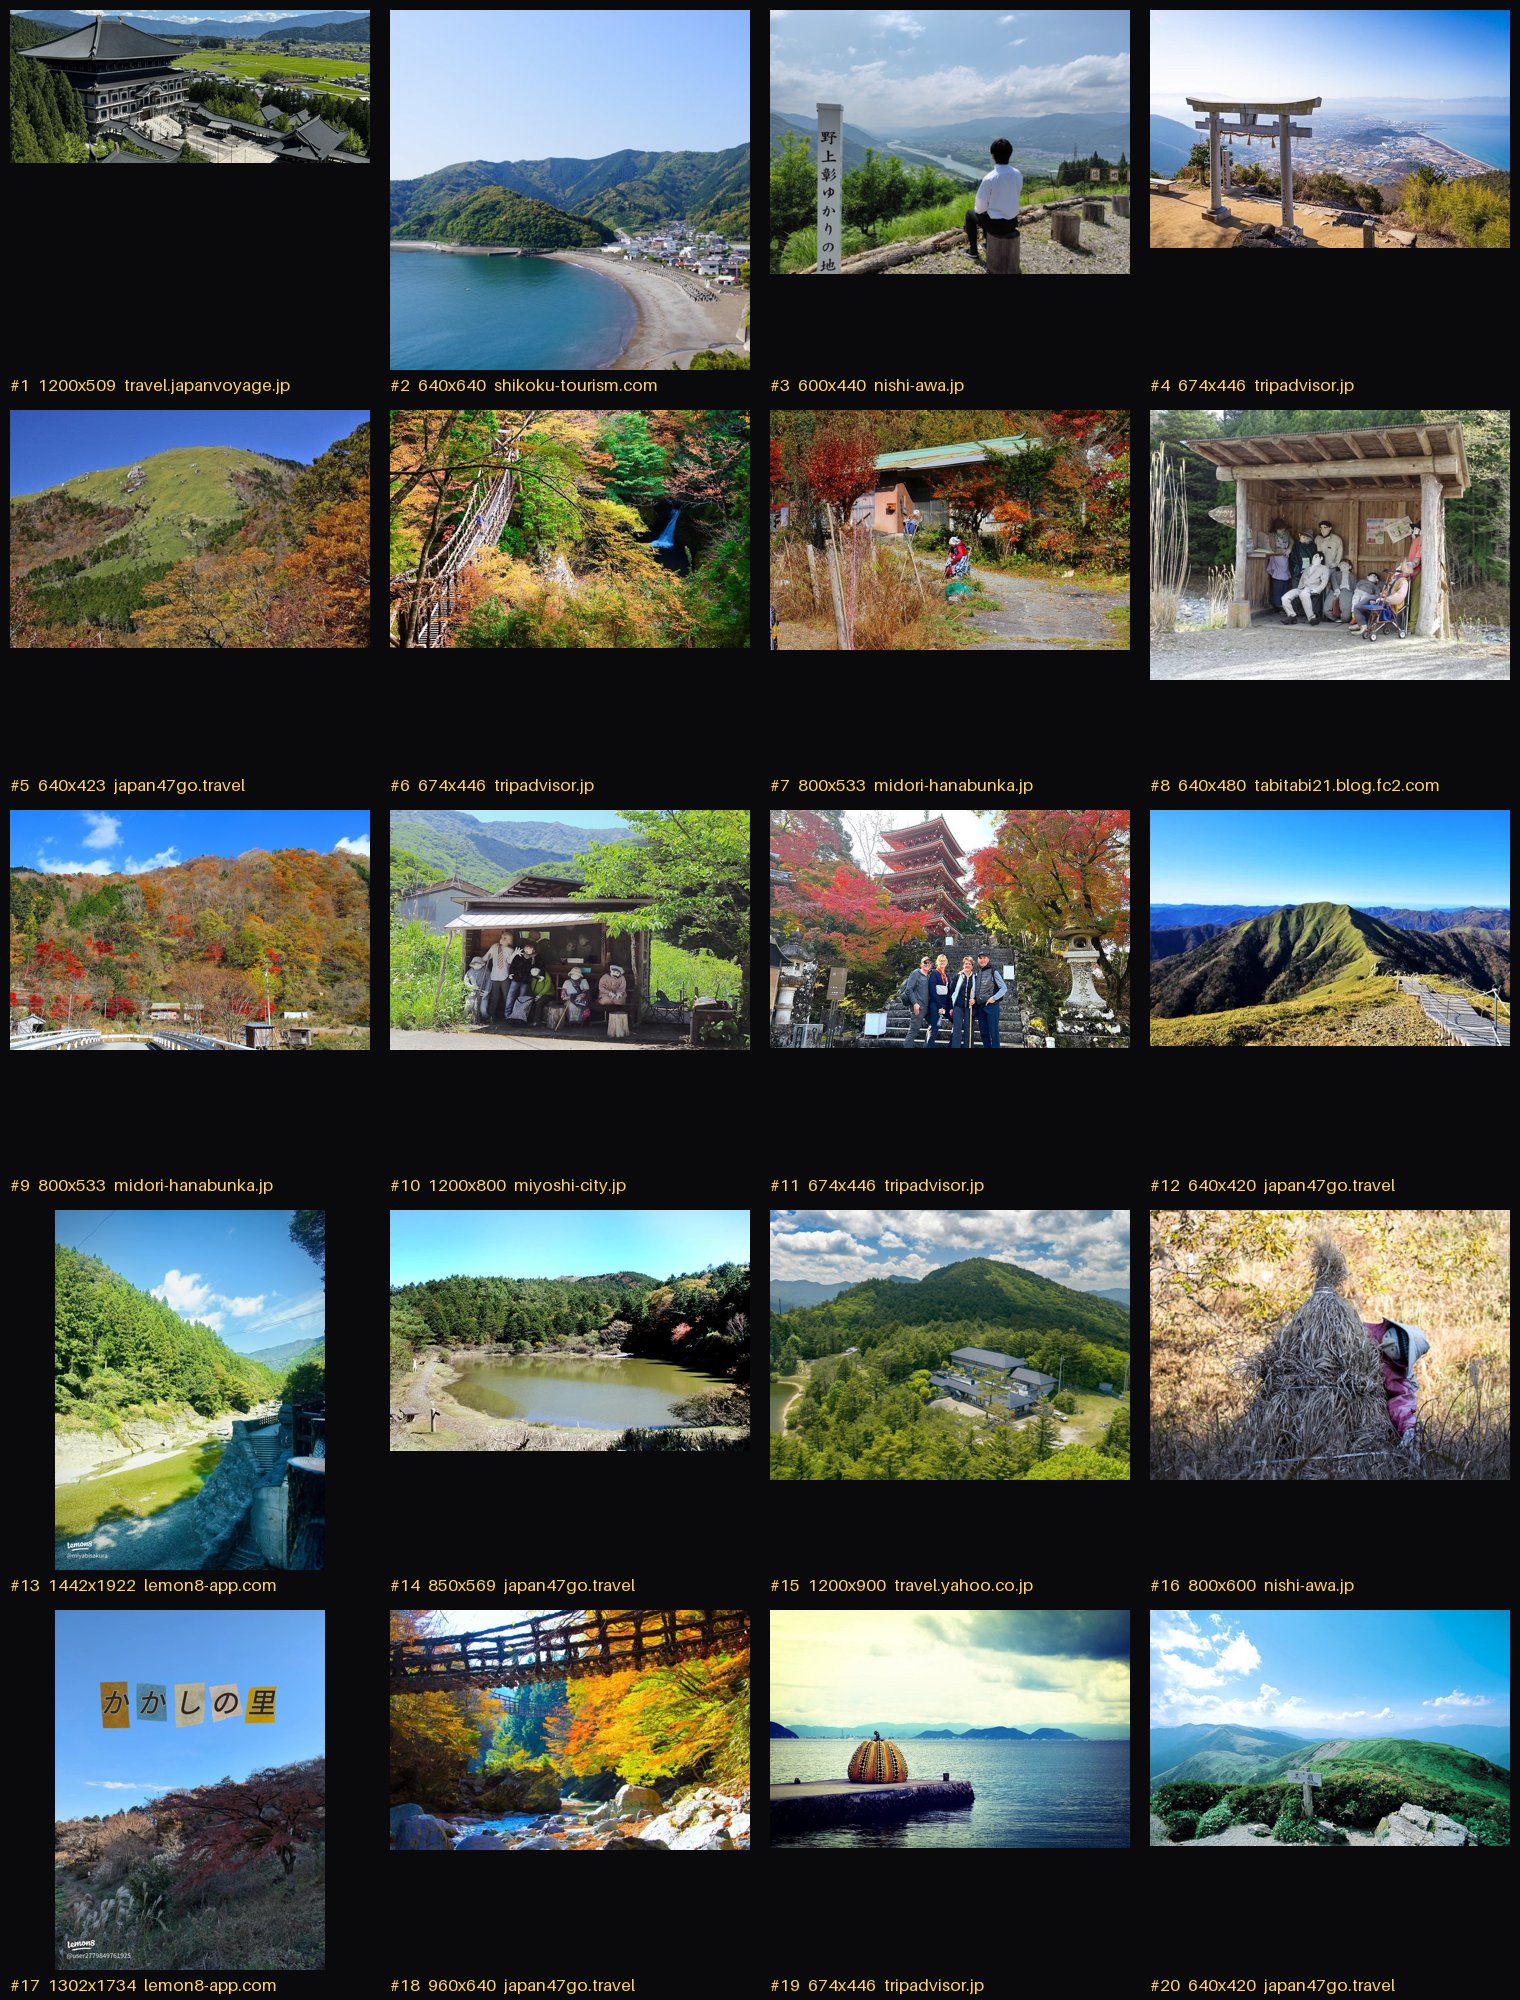 野上彰ゆかりの地
#1 1200x509 travel.japanvoyage.jp
#2 640x640 shikoku-tourism.com
#3 600x440 nishi-awa.jp
#4 674x446 tripadvisor.jp
#5 640x423 japan47go.travel
#6 674x446 tripadvisor.jp
#7 800x533 midori-hanabunka.jp
#8 640x480 tabitabi21.blog.fc2.com
#9 800x533 midori-hanabunka.jp
#10 1200x800 miyoshi-city.jp
#11 674x446 tripadvisor.jp
#12 640x420 japan47go.travel
lemon8
@miyabisakura
#13 1442x1922 lemon8-app.com
#14 850x569 japan47go.travel
#15 1200x900 travel.yahoo.co.jp
#16 800x600 nishi-awa.jp
かかしの里
lemon8
@user2779849761925
#17 1302x1734 lemon8-app.com
#18 960x640 japan47go.travel
#19 674x446 tripadvisor.jp
#20 640x420 japan47go.travel